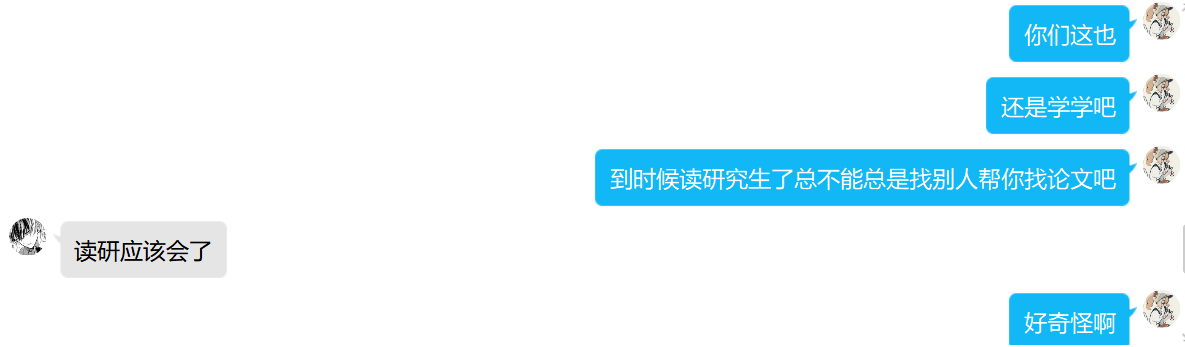 你们这也
还是学学吧
到时候读研究生了总不能总是找别人帮你找论文吧
读研应该会了
好奇怪啊